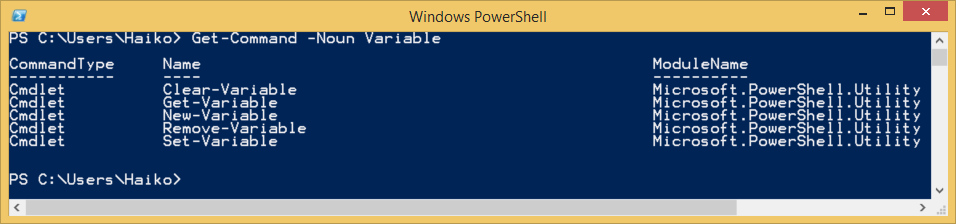 Windows PowerShell
PS C:\Users\Haiko> Get-Command -Noun Variable
CommandType Name ModuleName
----------- ---- ----------
Cmdlet Clear-Variable Microsoft.PowerShell.Utility
Cmdlet Get-Variable Microsoft.PowerShell.Utility
Cmdlet New-Variable Microsoft.PowerShell.Utility
Cmdlet Remove-Variable Microsoft.PowerShell.Utility
Cmdlet Set-Variable Microsoft.PowerShell.Utility
PS C:\Users\Haiko>